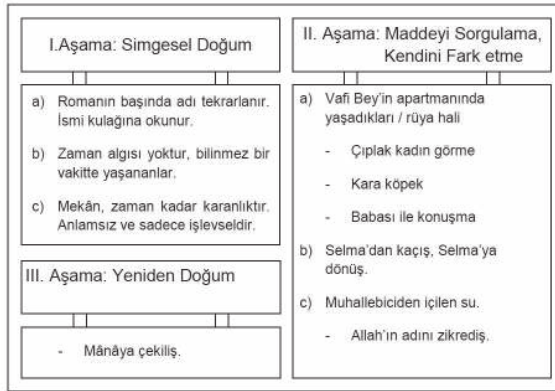 I.Aşama: Simgesel Doğum
a) Romanın başında adı tekrarlanır.
İsmi kulağına okunur.
b) Zaman algısı yoktur, bilinmez bir
vakitte yaşananlar.
c) Mekân, zaman kadar karanlıktır.
Anlamsız ve sadece işlevseldir.
II. Aşama: Maddeyi Sorgulama,
Kendini Fark etme
a) Vafi Bey'in apartmanında
yaşadıkları / rüya hali
- Çıplak kadın görme
- Kara köpek
- Babası ile konuşma
b) Selma'dan kaçış, Selma'ya
dönüş.
c) Muhallebiciden içilen su.
- Allah'ın adını zikrediş.
III. Aşama: Yeniden Doğum
- Mânâya çekiliş.